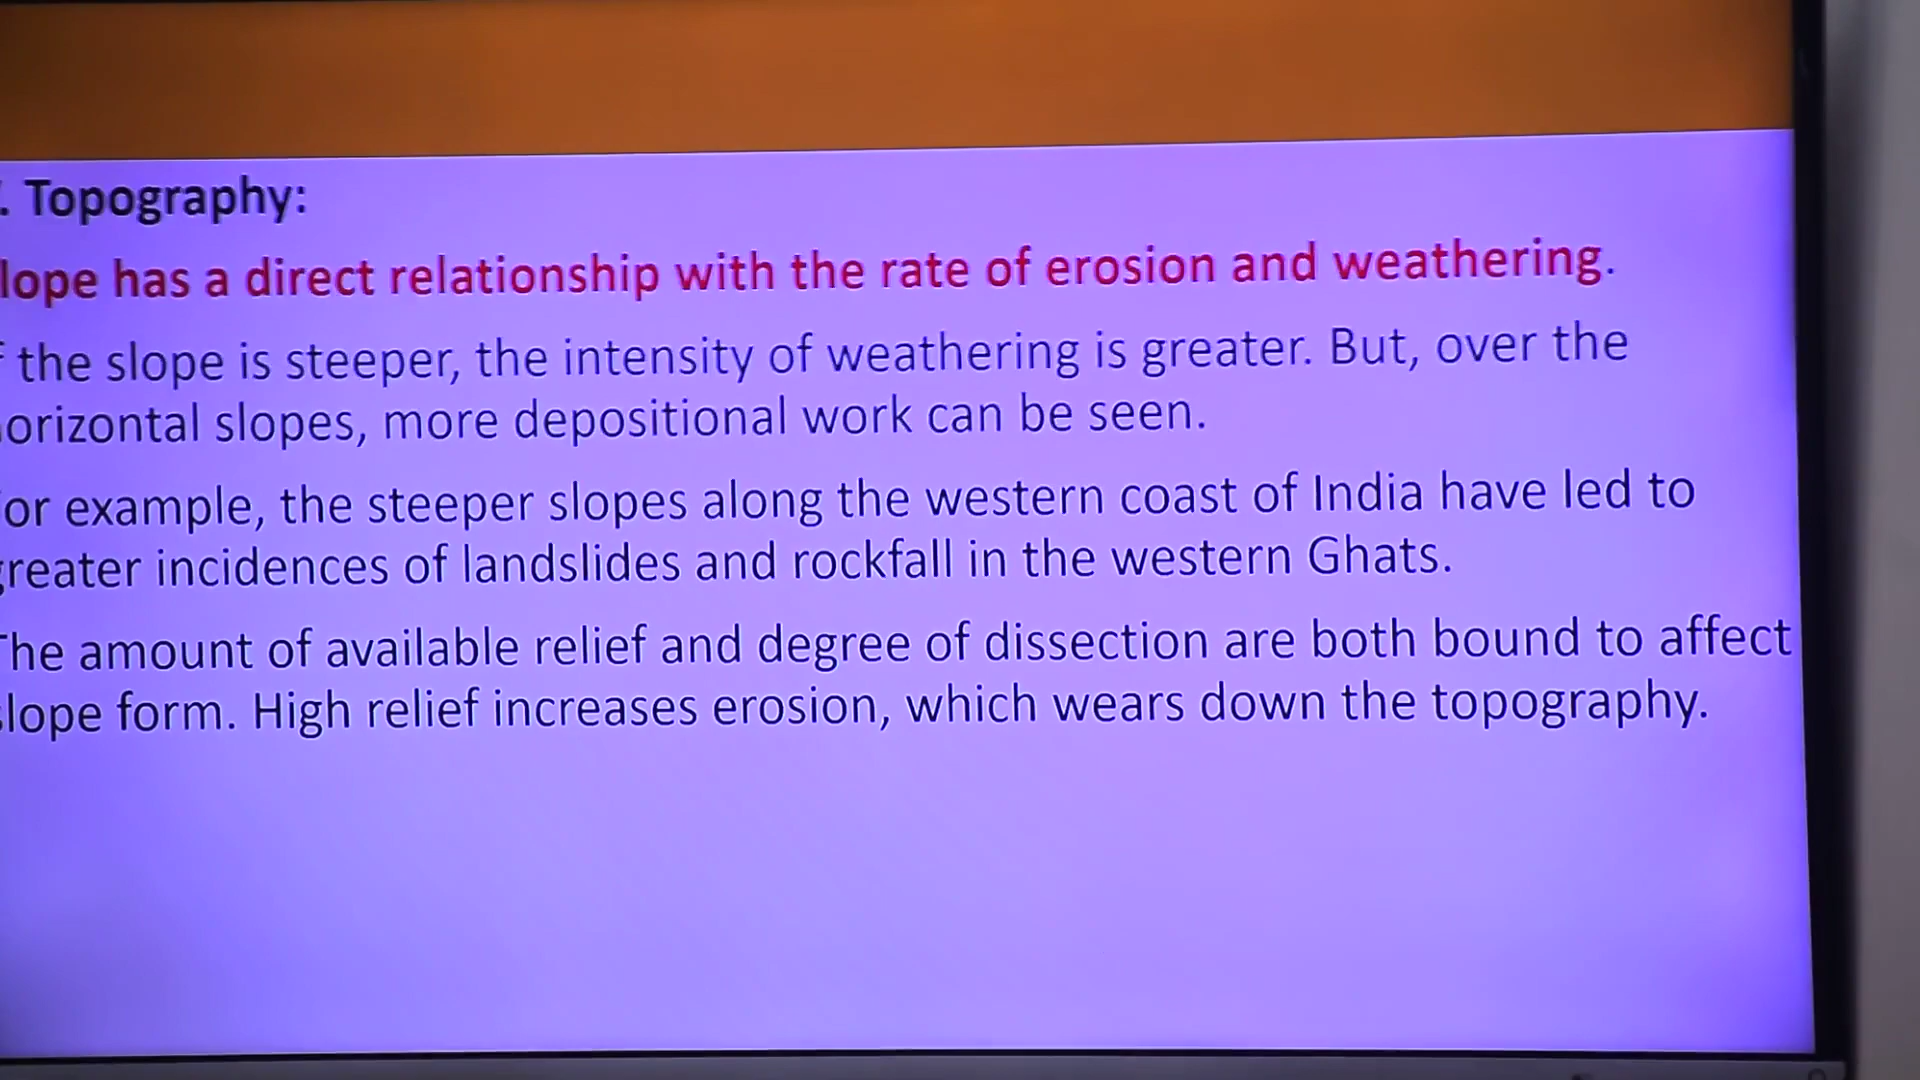 . Topography:
lope has a direct relationship with the rate of erosion and weathering.
the slope is steeper, the intensity of weathering is greater. But, over the
orizontal slopes, more depositional work can be seen.
or example, the steeper slopes along the western coast of India have led to
reater incidences of landslides and rockfall in the western Ghats.
The amount of available relief and degree of dissection are both bound to affect
lope form. High relief increases erosion, which wears down the topography.